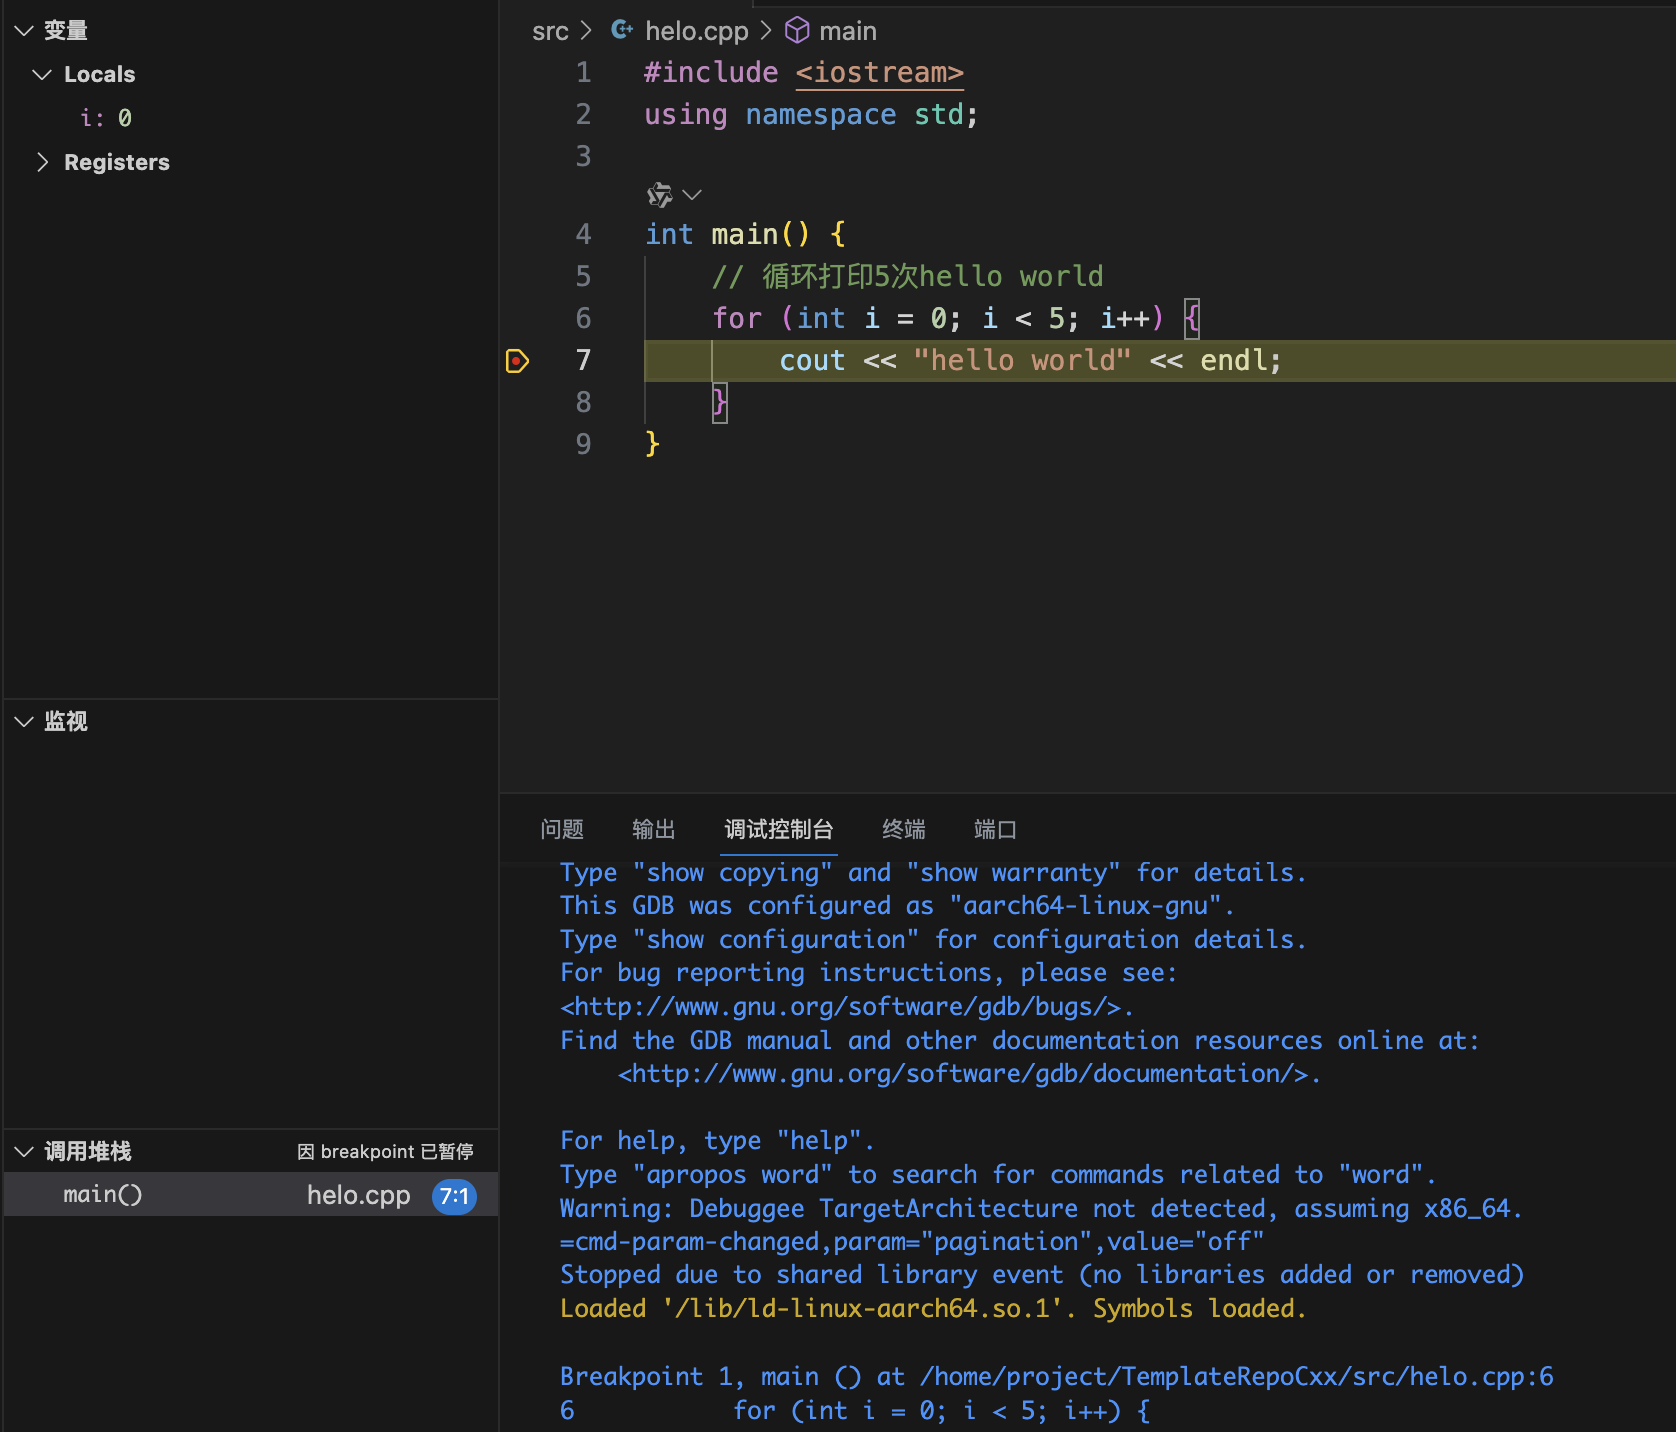 变量
Locals
i: 0
Registers
监视
调用堆栈 因 breakpoint 已暂停
main() helo.cpp 7:1
src > helo.cpp > main
1 #include <iostream>
2 using namespace std;
3
4 int main() {
5 // 循环打印5次hello world
6 for (int i = 0; i < 5; i++) {
7 cout << "hello world" << endl;
8 }
9 }
问题 输出 调试控制台 终端 端口
Type "show copying" and "show warranty" for details.
This GDB was configured as "aarch64-linux-gnu".
Type "show configuration" for configuration details.
For bug reporting instructions, please see:
<http://www.gnu.org/software/gdb/bugs/>.
Find the GDB manual and other documentation resources online at:
<http://www.gnu.org/software/gdb/documentation/>.
For help, type "help".
Type "apropos word" to search for commands related to "word".
Warning: Debuggee TargetArchitecture not detected, assuming x86_64.
=cmd-param-changed,param="pagination",value="off"
Stopped due to shared library event (no libraries added or removed)
Loaded '/lib/ld-linux-aarch64.so.1'. Symbols loaded.
Breakpoint 1, main () at /home/project/TemplateRepoCxx/src/helo.cpp:6
6 for (int i = 0; i < 5; i++) {